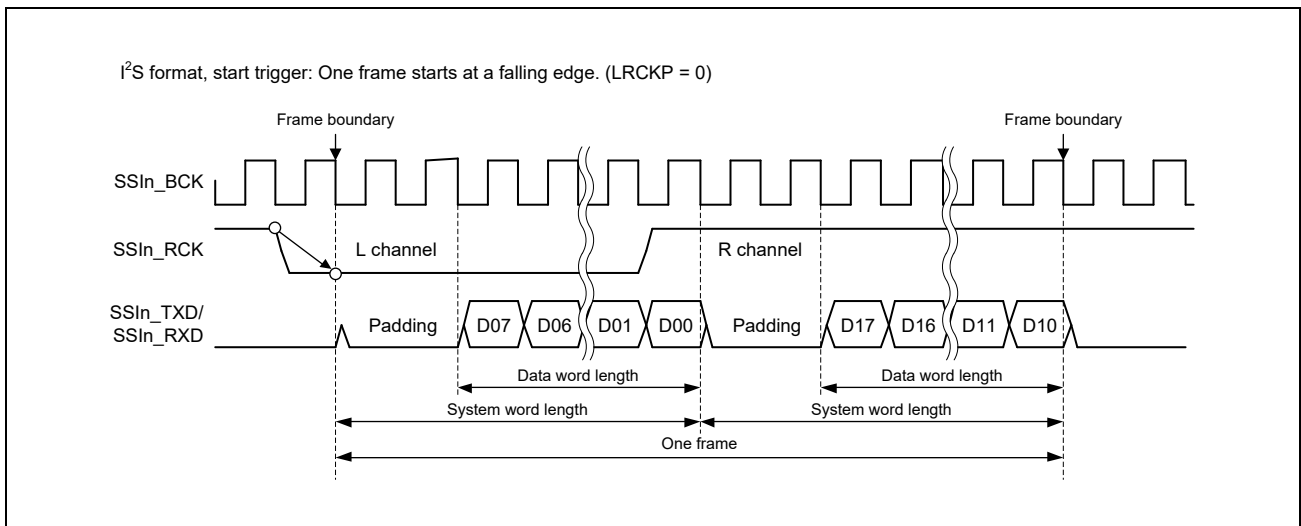 I²S format, start trigger: One frame starts at a falling edge. (LRCKP = 0)
Frame boundary Frame boundary
SSIn_BCK
SSIn_RCK L channel R channel
SSIn_TXD/
SSIn_RXD
Padding D07 D06 D01 D00 Padding D17 D16 D11 D10
Data word length Data word length
System word length System word length
One frame